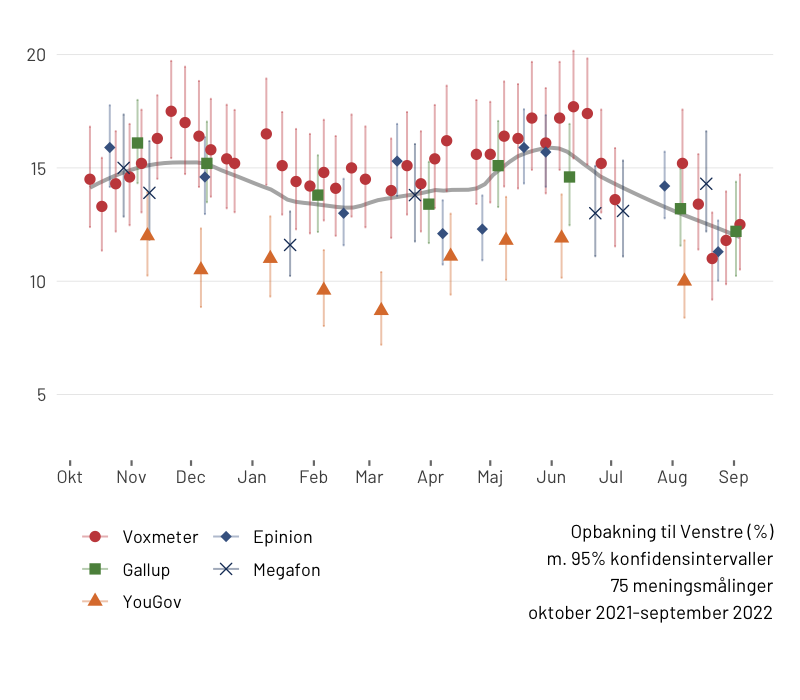 20
15
10
5
Okt Nov Dec Jan Feb Mar Apr Maj Jun Jul Aug Sep
Voxmeter Epinion
Gallup Megafon
YouGov
Opbakning til Venstre (%)
m. 95% konfidensintervaller
75 meningsmålinger
oktober 2021-september 2022